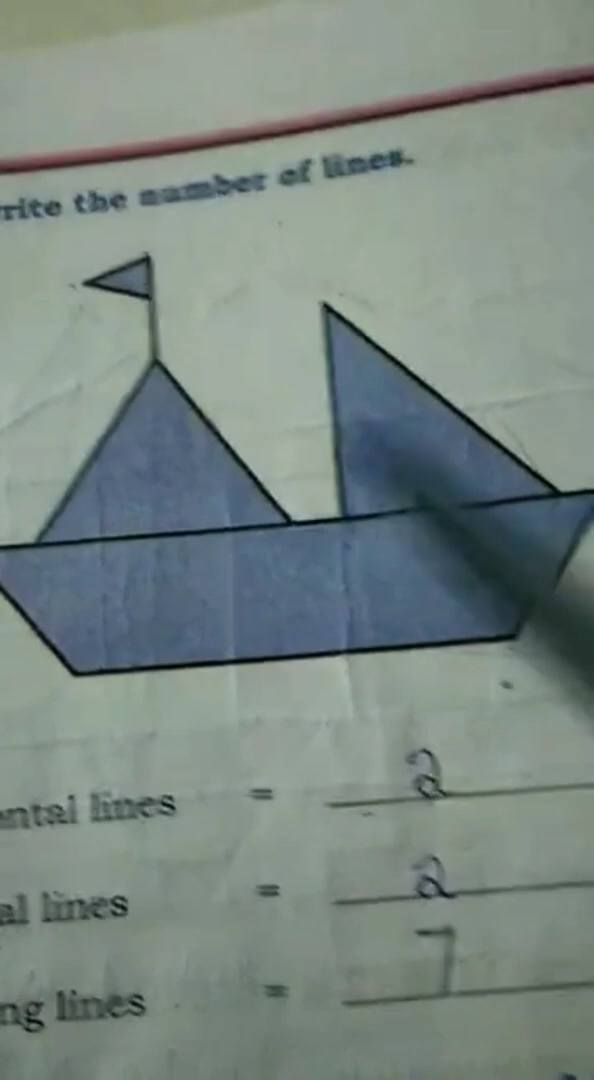 rite the number of lines.
ntal lines = 2
al lines = 2
ng lines = 7